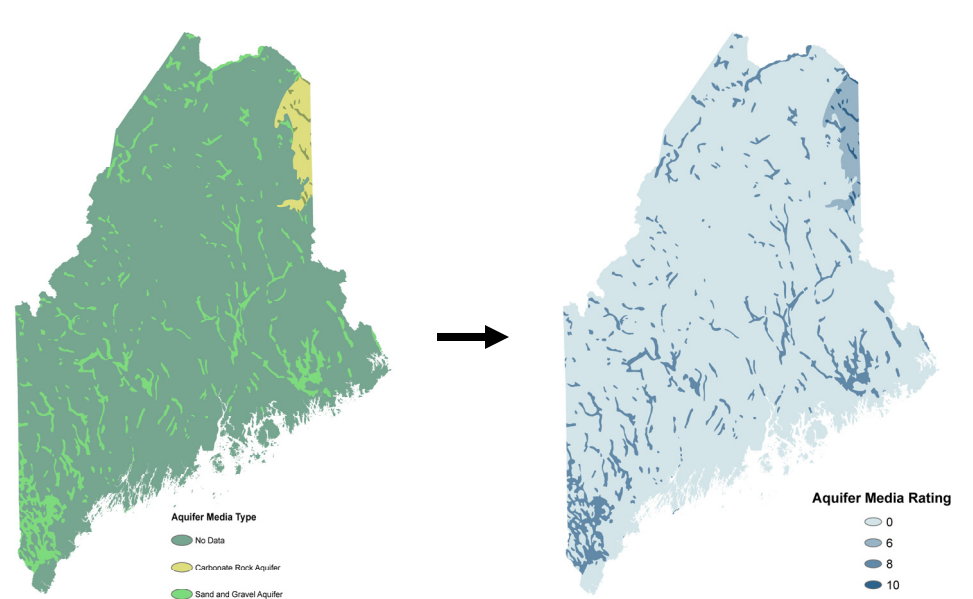 Aquifer Media Type
No Data
Carbonate Rock Aquifer
Sand and Gravel Aquifer
Aquifer Media Rating
0
6
8
10